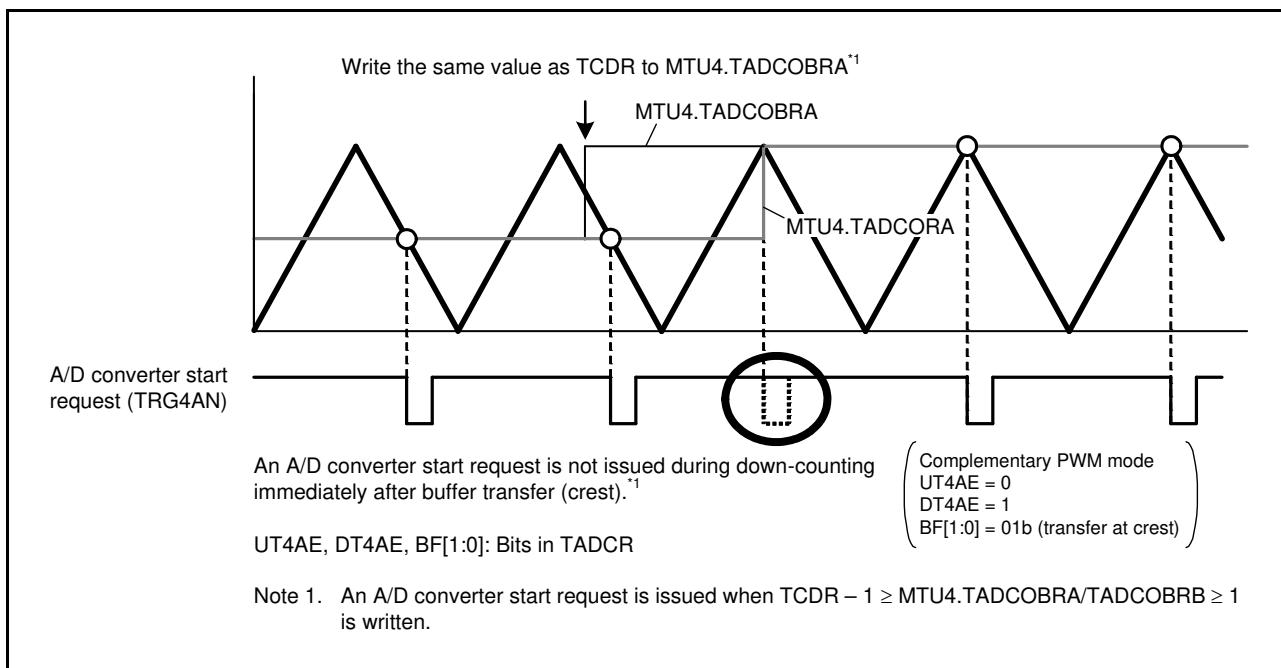 Write the same value as TCDR to MTU4.TADCOBRA*1
MTU4.TADCOBRA
MTU4.TADCORA
A/D converter start
request (TRG4AN)
An A/D converter start request is not issued during down-counting
immediately after buffer transfer (crest).*1
Complementary PWM mode
UT4AE = 0
DT4AE = 1
BF[1:0] = 01b (transfer at crest)
UT4AE, DT4AE, BF[1:0]: Bits in TADCR
Note 1. An A/D converter start request is issued when TCDR – 1 ≥ MTU4.TADCOBRA/TADCOBRB ≥ 1
is written.